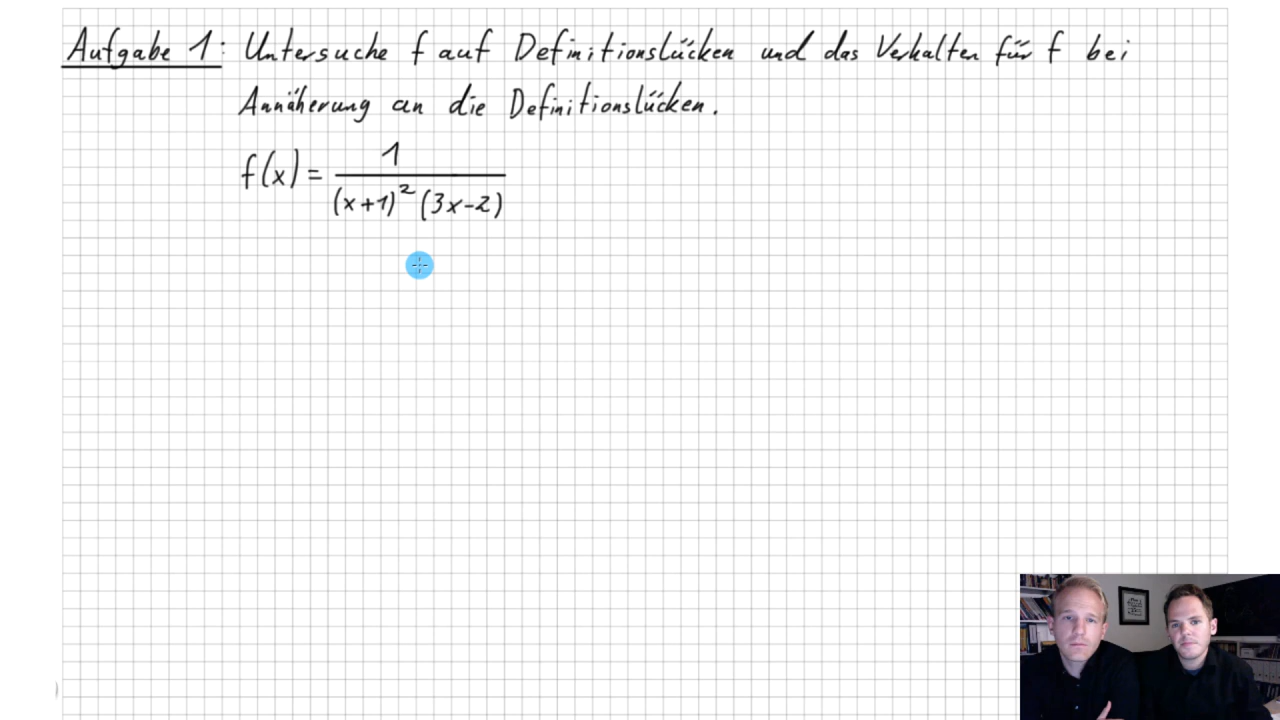 Aufgabe 1: Untersuche f auf Definitionslücken und das Verhalten für f bei
Annäherung an die Definitionslücken.
f(x) = 1 / (x+1)² (3x-2)